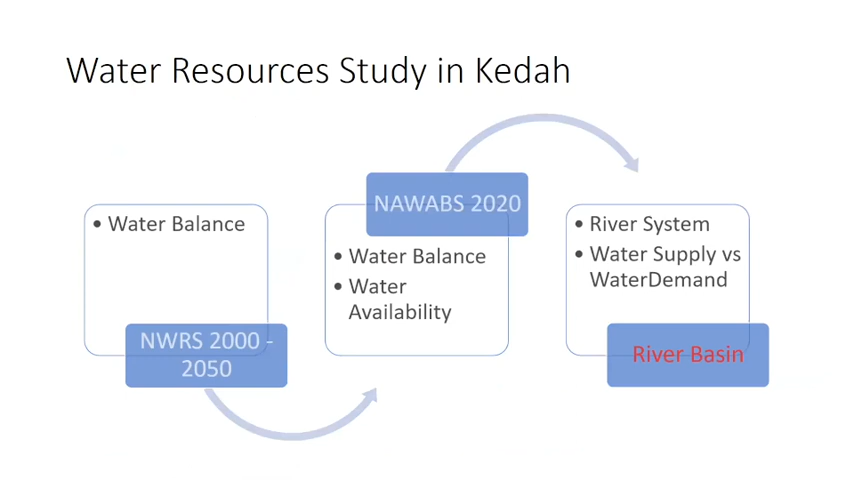 Water Resources Study in Kedah
• Water Balance
NWRS 2000 -
2050
NAWABS 2020
• Water Balance
• Water
Availability
• River System
• Water Supply vs
WaterDemand
River Basin